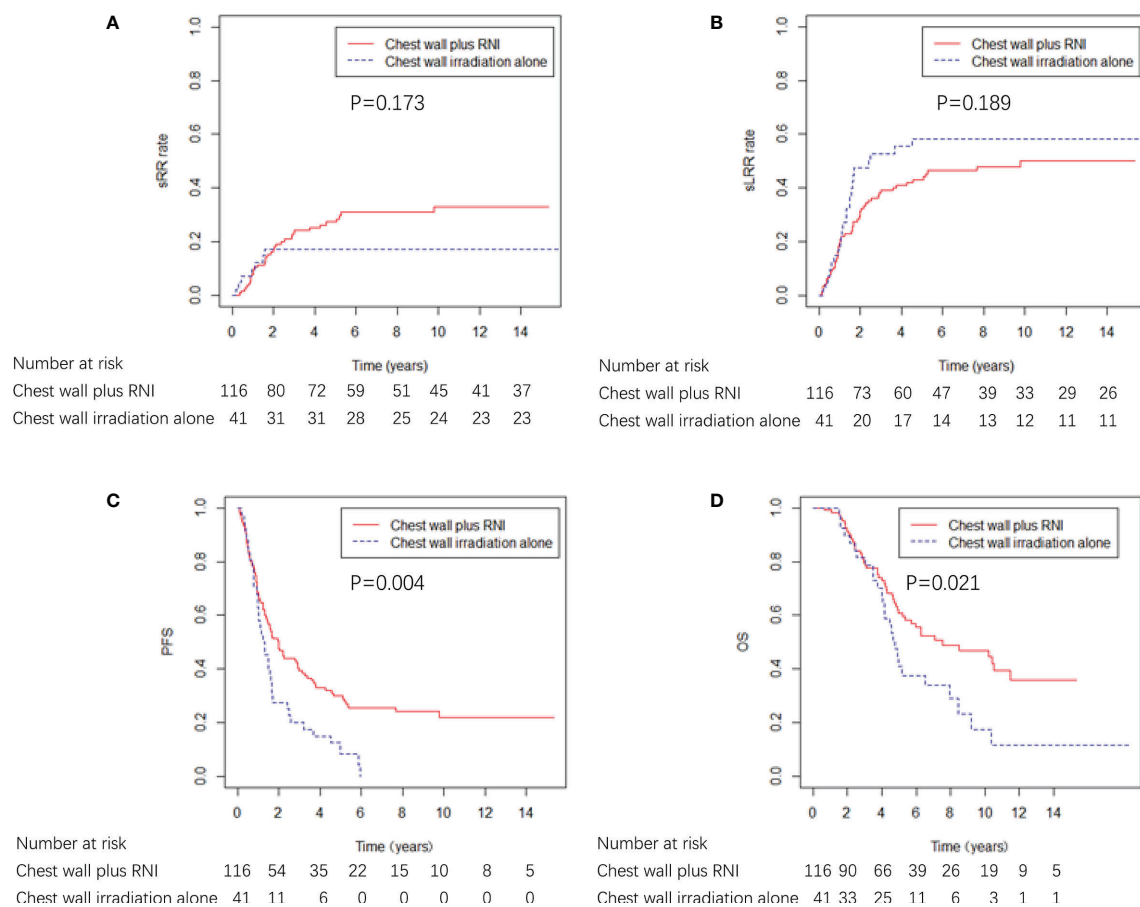 A
Chest wall plus RNI
Chest wall irradiation alone
P=0.173
sRR rate
0.0 0.2 0.4 0.6 0.8 1.0
0 2 4 6 8 10 12 14
Time (years)
Number at risk
Chest wall plus RNI 116 80 72 59 51 45 41 37
Chest wall irradiation alone 41 31 31 28 25 24 23 23
B
Chest wall plus RNI
Chest wall irradiation alone
P=0.189
sLRR rate
0.0 0.2 0.4 0.6 0.8 1.0
0 2 4 6 8 10 12 14
Time (years)
Number at risk
Chest wall plus RNI 116 73 60 47 39 33 29 26
Chest wall irradiation alone 41 20 17 14 13 12 11 11
C
Chest wall plus RNI
Chest wall irradiation alone
P=0.004
PFS
0.0 0.2 0.4 0.6 0.8 1.0
0 2 4 6 8 10 12 14
Time (years)
Number at risk
Chest wall plus RNI 116 54 35 22 15 10 8 5
Chest wall irradiation alone 41 11 6 0 0 0 0 0
D
Chest wall plus RNI
Chest wall irradiation alone
P=0.021
OS
0.0 0.2 0.4 0.6 0.8 1.0
0 2 4 6 8 10 12 14
Time (years)
Number at risk
Chest wall plus RNI 116 90 66 39 26 19 9 5
Chest wall irradiation alone 41 33 25 11 6 3 1 1